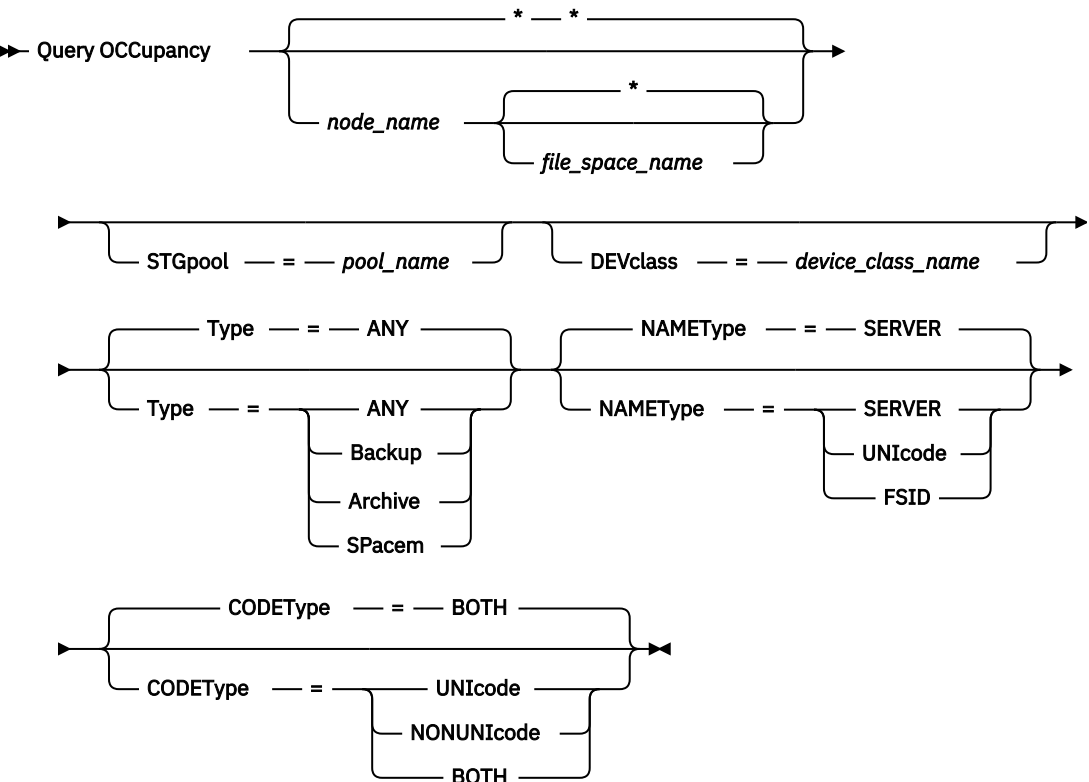 * *
Query OCCupancy
*
node_name
file_space_name
STGpool = pool_name DEVclass = device_class_name
Type = ANY NAMEType = SERVER
Type = ANY NAMEType = SERVER
Backup UNIcode
Archive FSID
SPacem
CODEType = BOTH
CODEType = UNIcode
NONUNIcode
BOTH